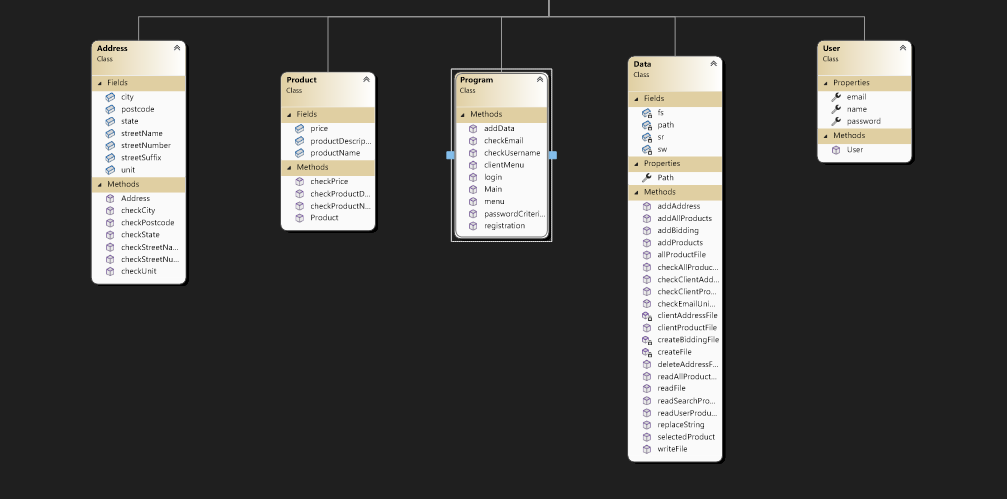 Address
Class
Fields
city
postcode
state
streetName
streetNumber
streetSuffix
unit
Methods
Address
checkCity
checkPostcode
checkState
checkStreetNa...
checkStreetNu...
checkUnit
Product
Class
Fields
price
productDescrip...
productName
Methods
checkPrice
checkProductD...
checkProductN...
Product
Program
Class
Methods
addData
checkEmail
checkUsername
clientMenu
login
Main
menu
passwordCriteri...
registration
Data
Class
Fields
fs
path
sr
sw
Properties
Path
Methods
addAddress
addAllProducts
addBidding
addProducts
allProductFile
checkAllProduc...
checkClientAdd...
checkClientPro...
checkEmailUni...
clientAddressFile
clientProductFile
createBiddingFile
createFile
deleteAddressF...
readAllProduct...
readFile
readSearchPro...
readUserProdu...
replaceString
selectedProduct
writeFile
User
Class
Properties
email
name
password
Methods
User